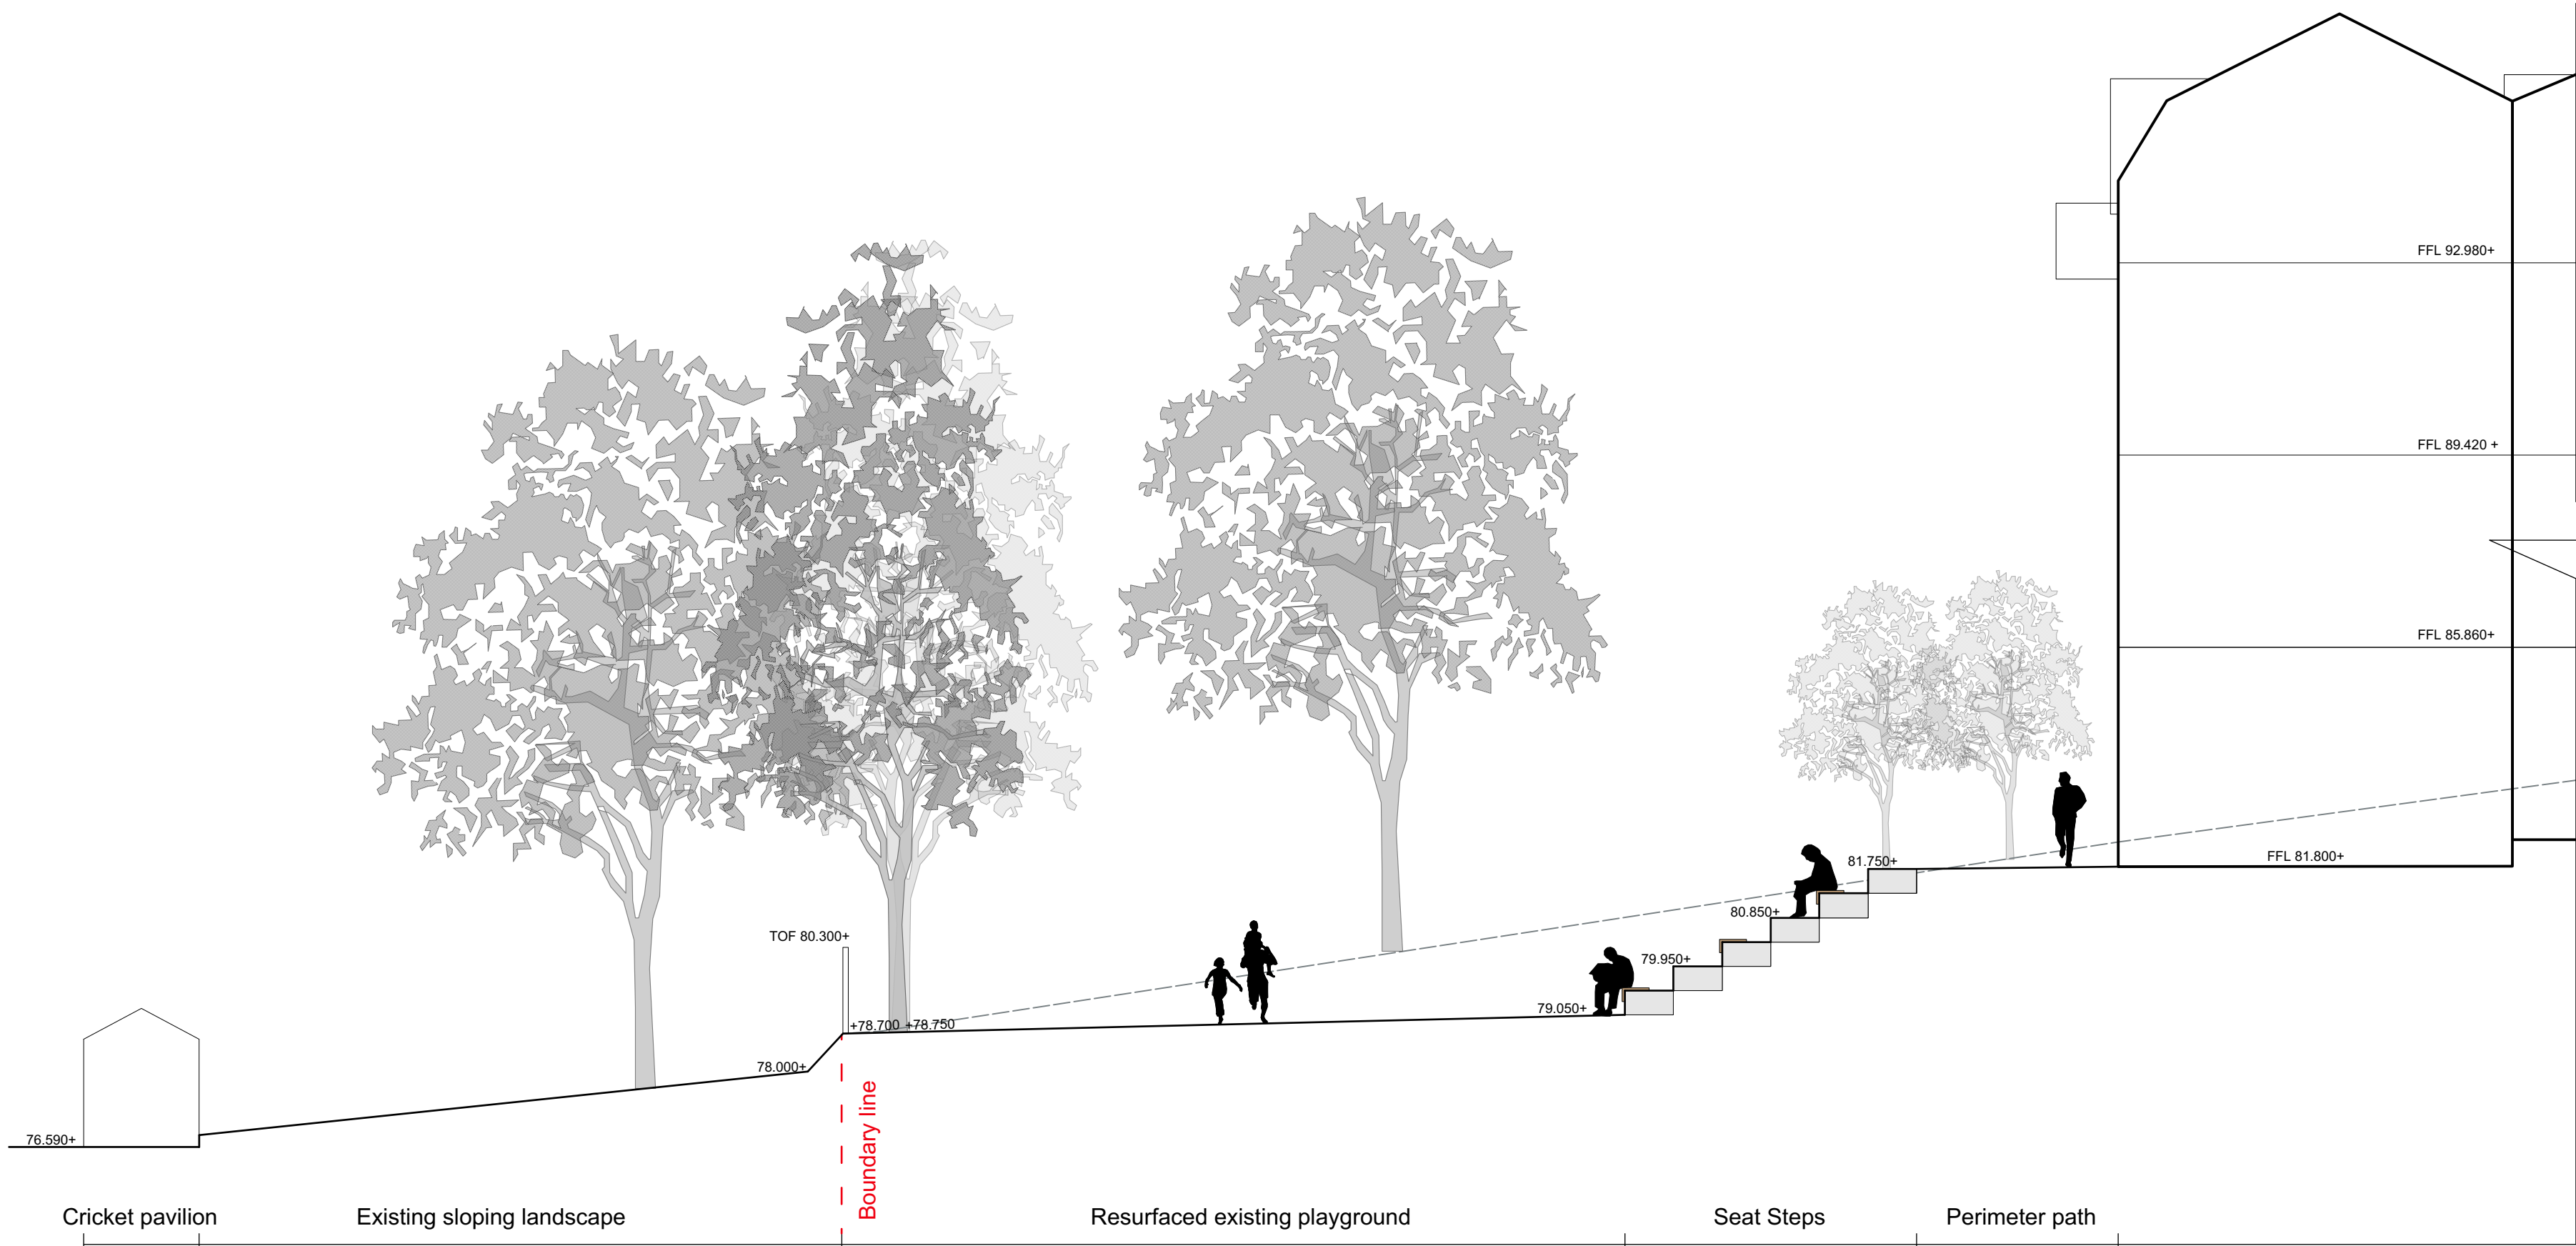 FFL 92.980+
FFL 89.420 +
FFL 85.860+
FFL 81.800+
81.750+
80.850+
TOF 80.300+
79.950+
79.050+
+78.700 +78.750
78.000+
76.590+
Boundary line
Cricket pavilion
Existing sloping landscape
Resurfaced existing playground
Seat Steps
Perimeter path